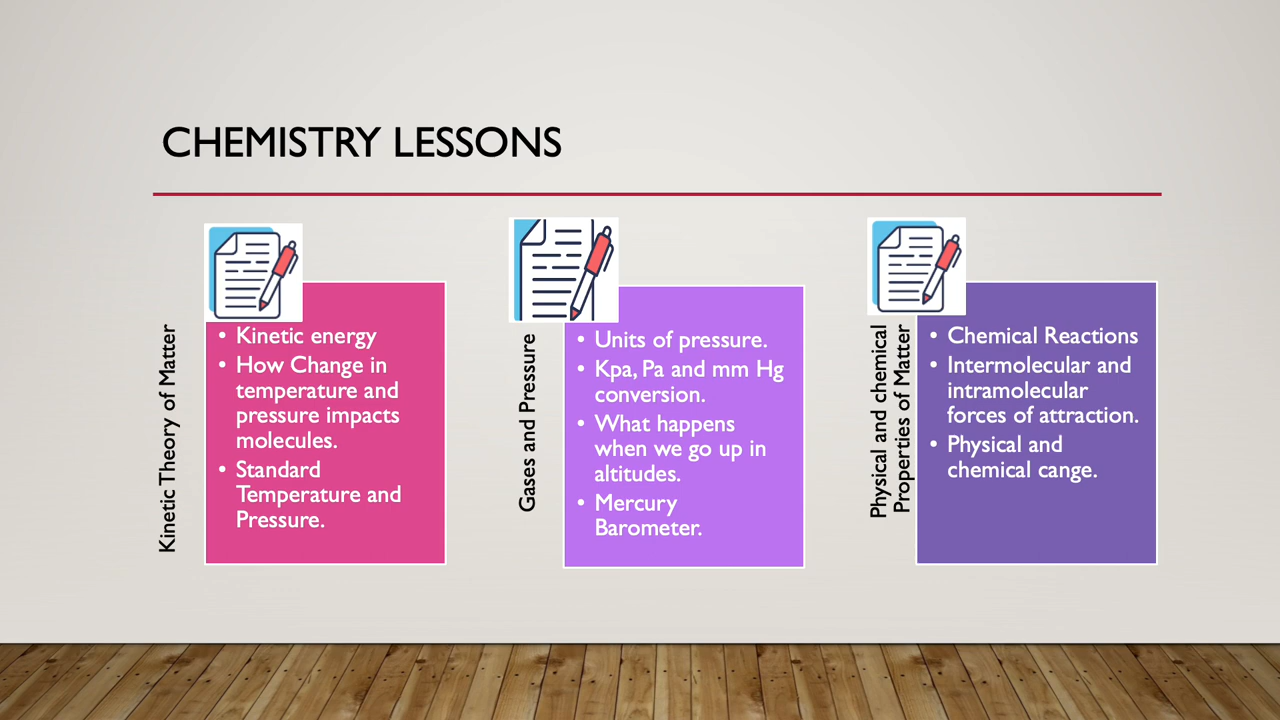 CHEMISTRY LESSONS
Kinetic Theory of Matter
• Kinetic energy
• How Change in
temperature and
pressure impacts
molecules.
• Standard
Temperature and
Pressure.
Gases and Pressure
• Units of pressure.
• Kpa, Pa and mm Hg
conversion.
• What happens
when we go up in
altitudes.
• Mercury
Barometer.
Physical and chemical
Properties of Matter
• Chemical Reactions
• Intermolecular and
intramolecular
forces of attraction.
• Physical and
chemical cange.